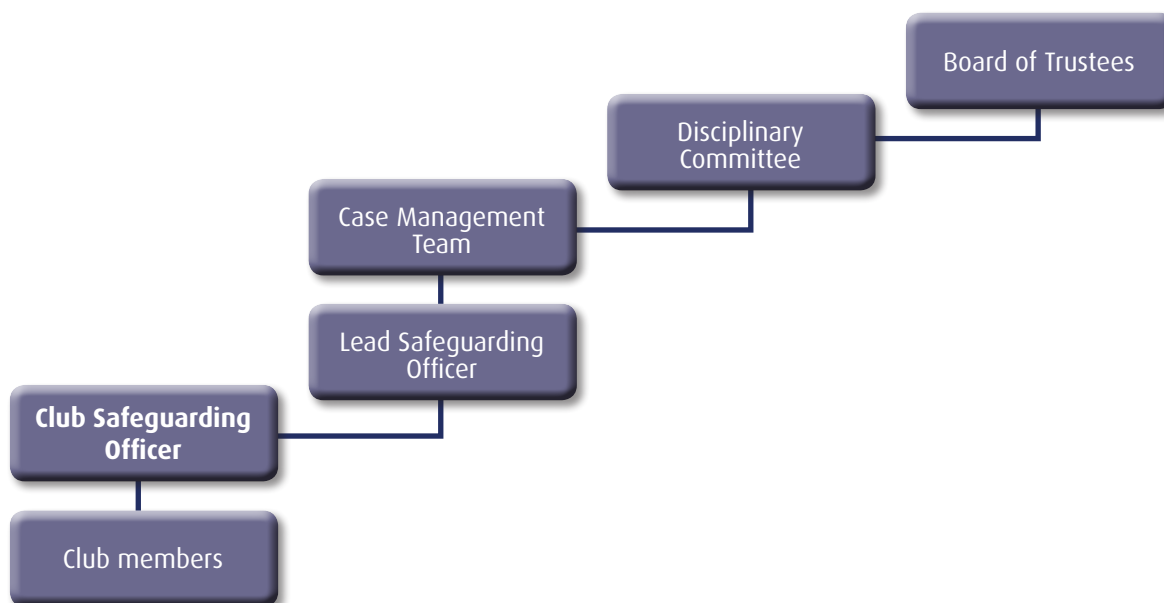 Board of Trustees
Disciplinary
Committee
Case Management
Team
Lead Safeguarding
Officer
Club Safeguarding
Officer
Club members